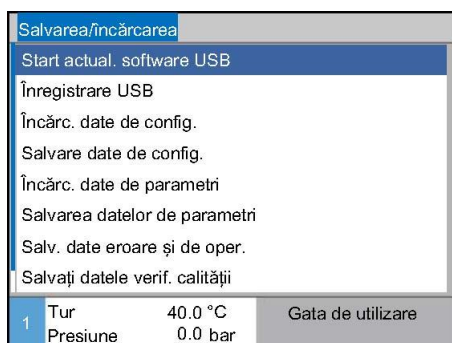 Salvarea/încărcarea
Start actual. software USB
Înregistrare USB
Încărc. date de config.
Salvare date de config.
Încărc. date de parametri
Salvarea datelor de parametri
Salv. date eroare și de oper.
Salvați datele verif. calității
1 Tur 40.0 °C Gata de utilizare
Presiune 0.0 bar